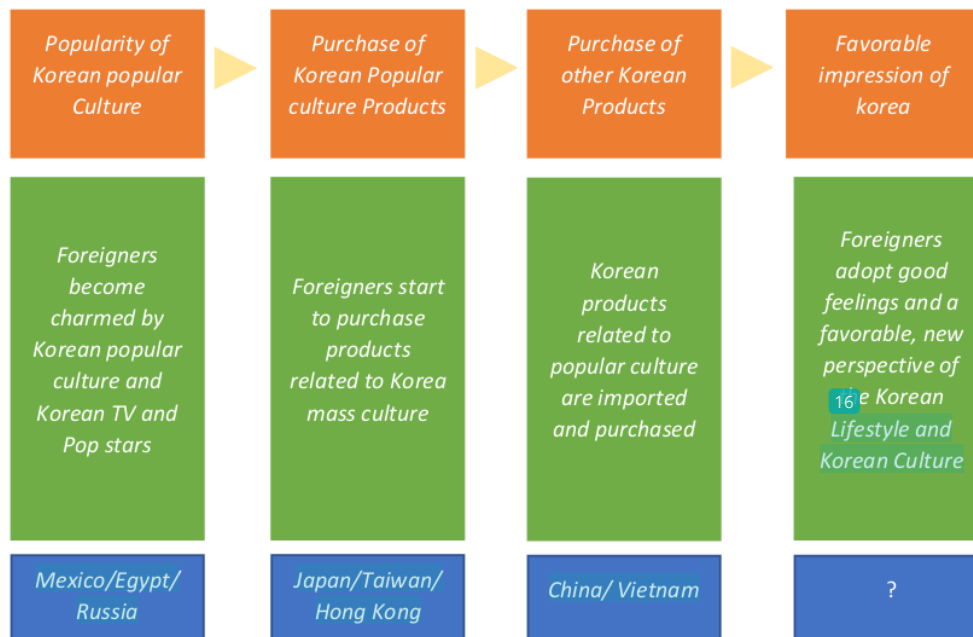 Popularity of
Korean popular
Culture
Purchase of
Korean Popular
culture Products
Purchase of
other Korean
Products
Favorable
impression of
korea
Foreigners
become
charmed by
Korean popular
culture and
Korean TV and
Pop stars
Foreigners start
to purchase
products
related to Korea
mass culture
Korean
products
related to
popular culture
are imported
and purchased
Foreigners
adopt good
feelings and a
favorable, new
perspective of
the Korean
16
Lifestyle and
Korean Culture
Mexico/Egypt/
Russia
Japan/Taiwan/
Hong Kong
China/ Vietnam
?